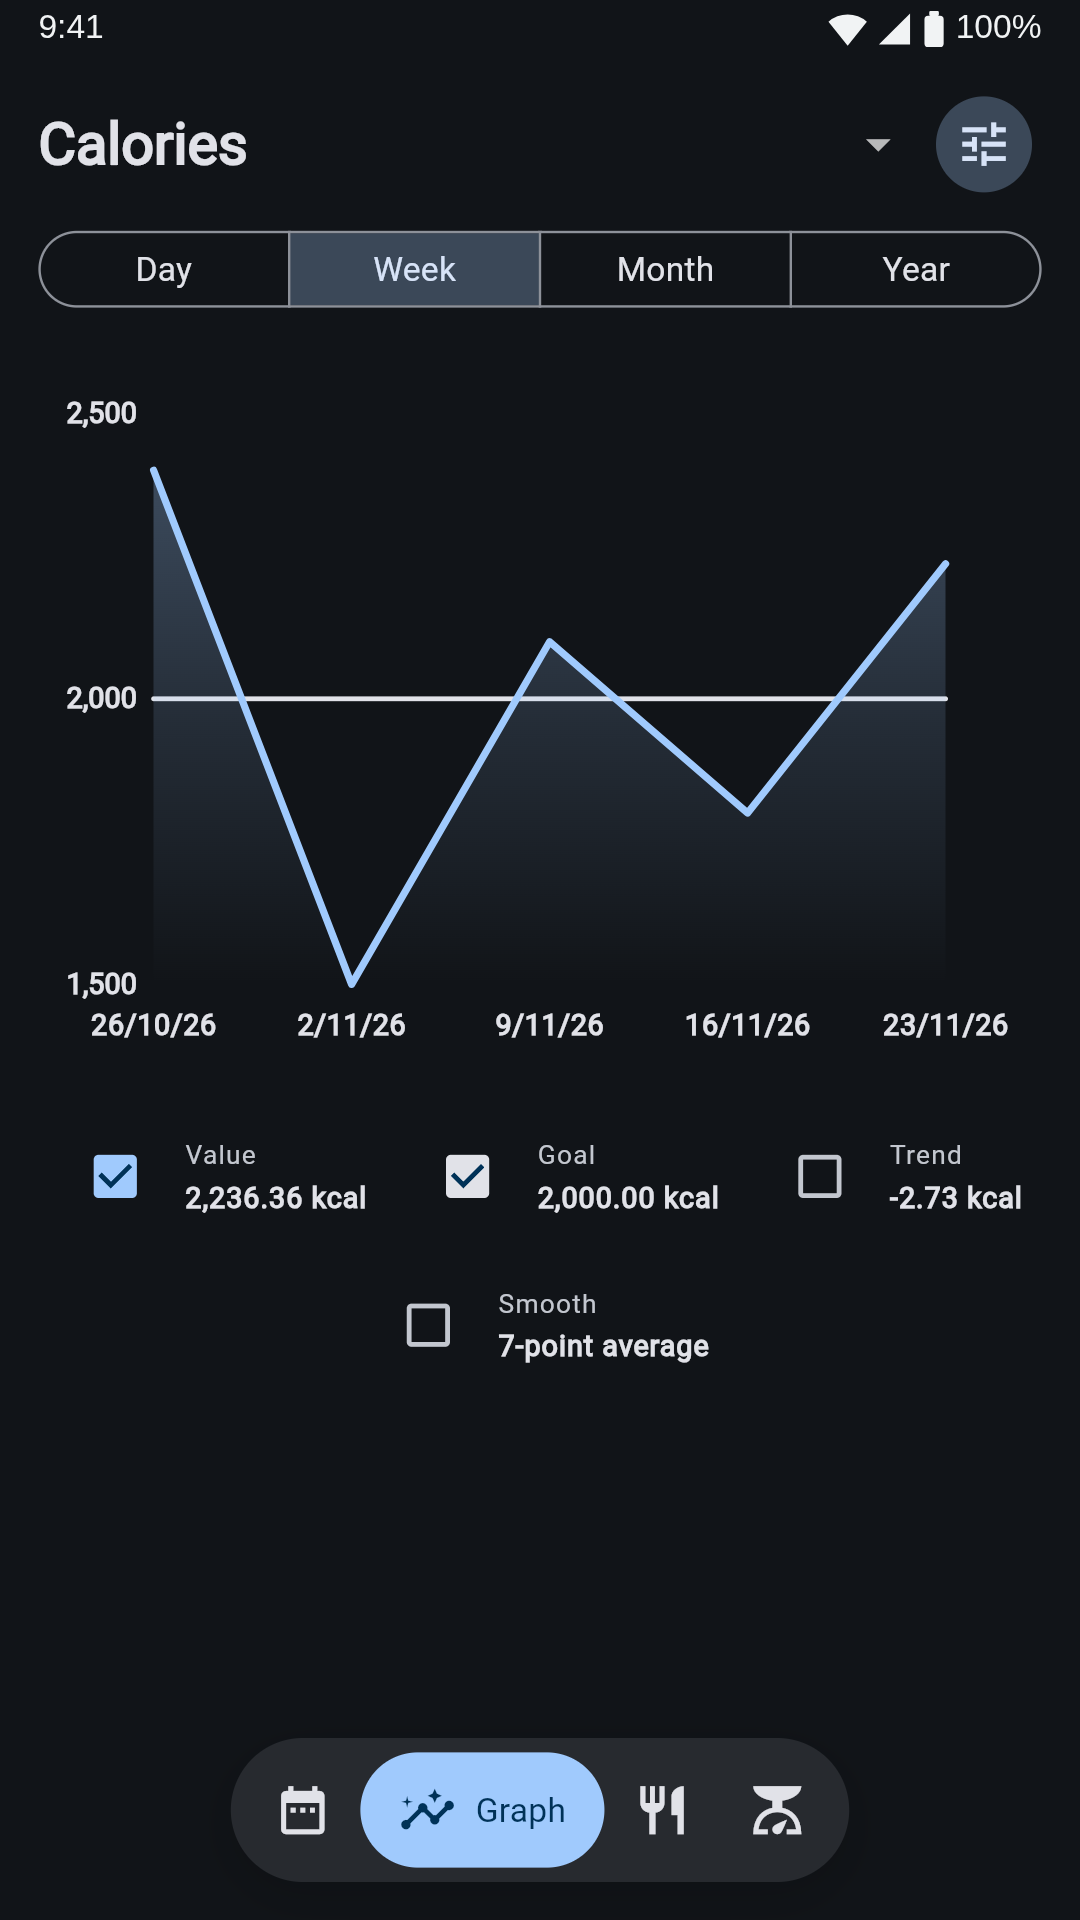 9:41 100%
Calories
Day Week Month Year
2,500
2,000
1,500
26/10/26 2/11/26 9/11/26 16/11/26 23/11/26
Value Goal Trend
2,236.36 kcal 2,000.00 kcal -2.73 kcal
Smooth
7-point average
Graph